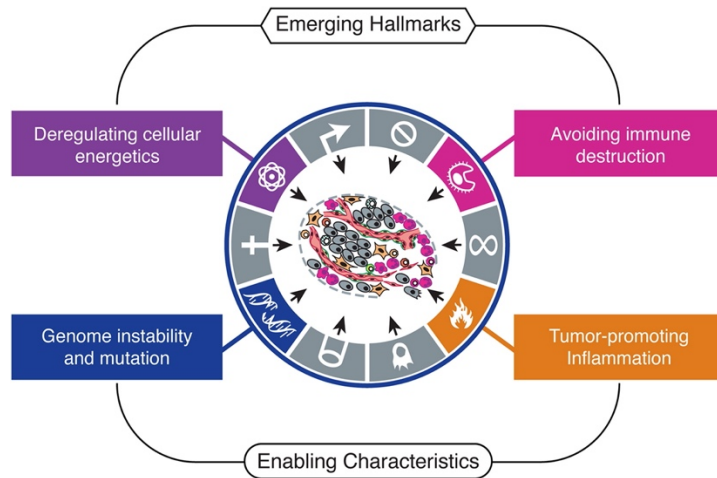 Emerging Hallmarks
Deregulating cellular
energetics
Avoiding immune
destruction
Genome instability
and mutation
Tumor-promoting
Inflammation
Enabling Characteristics